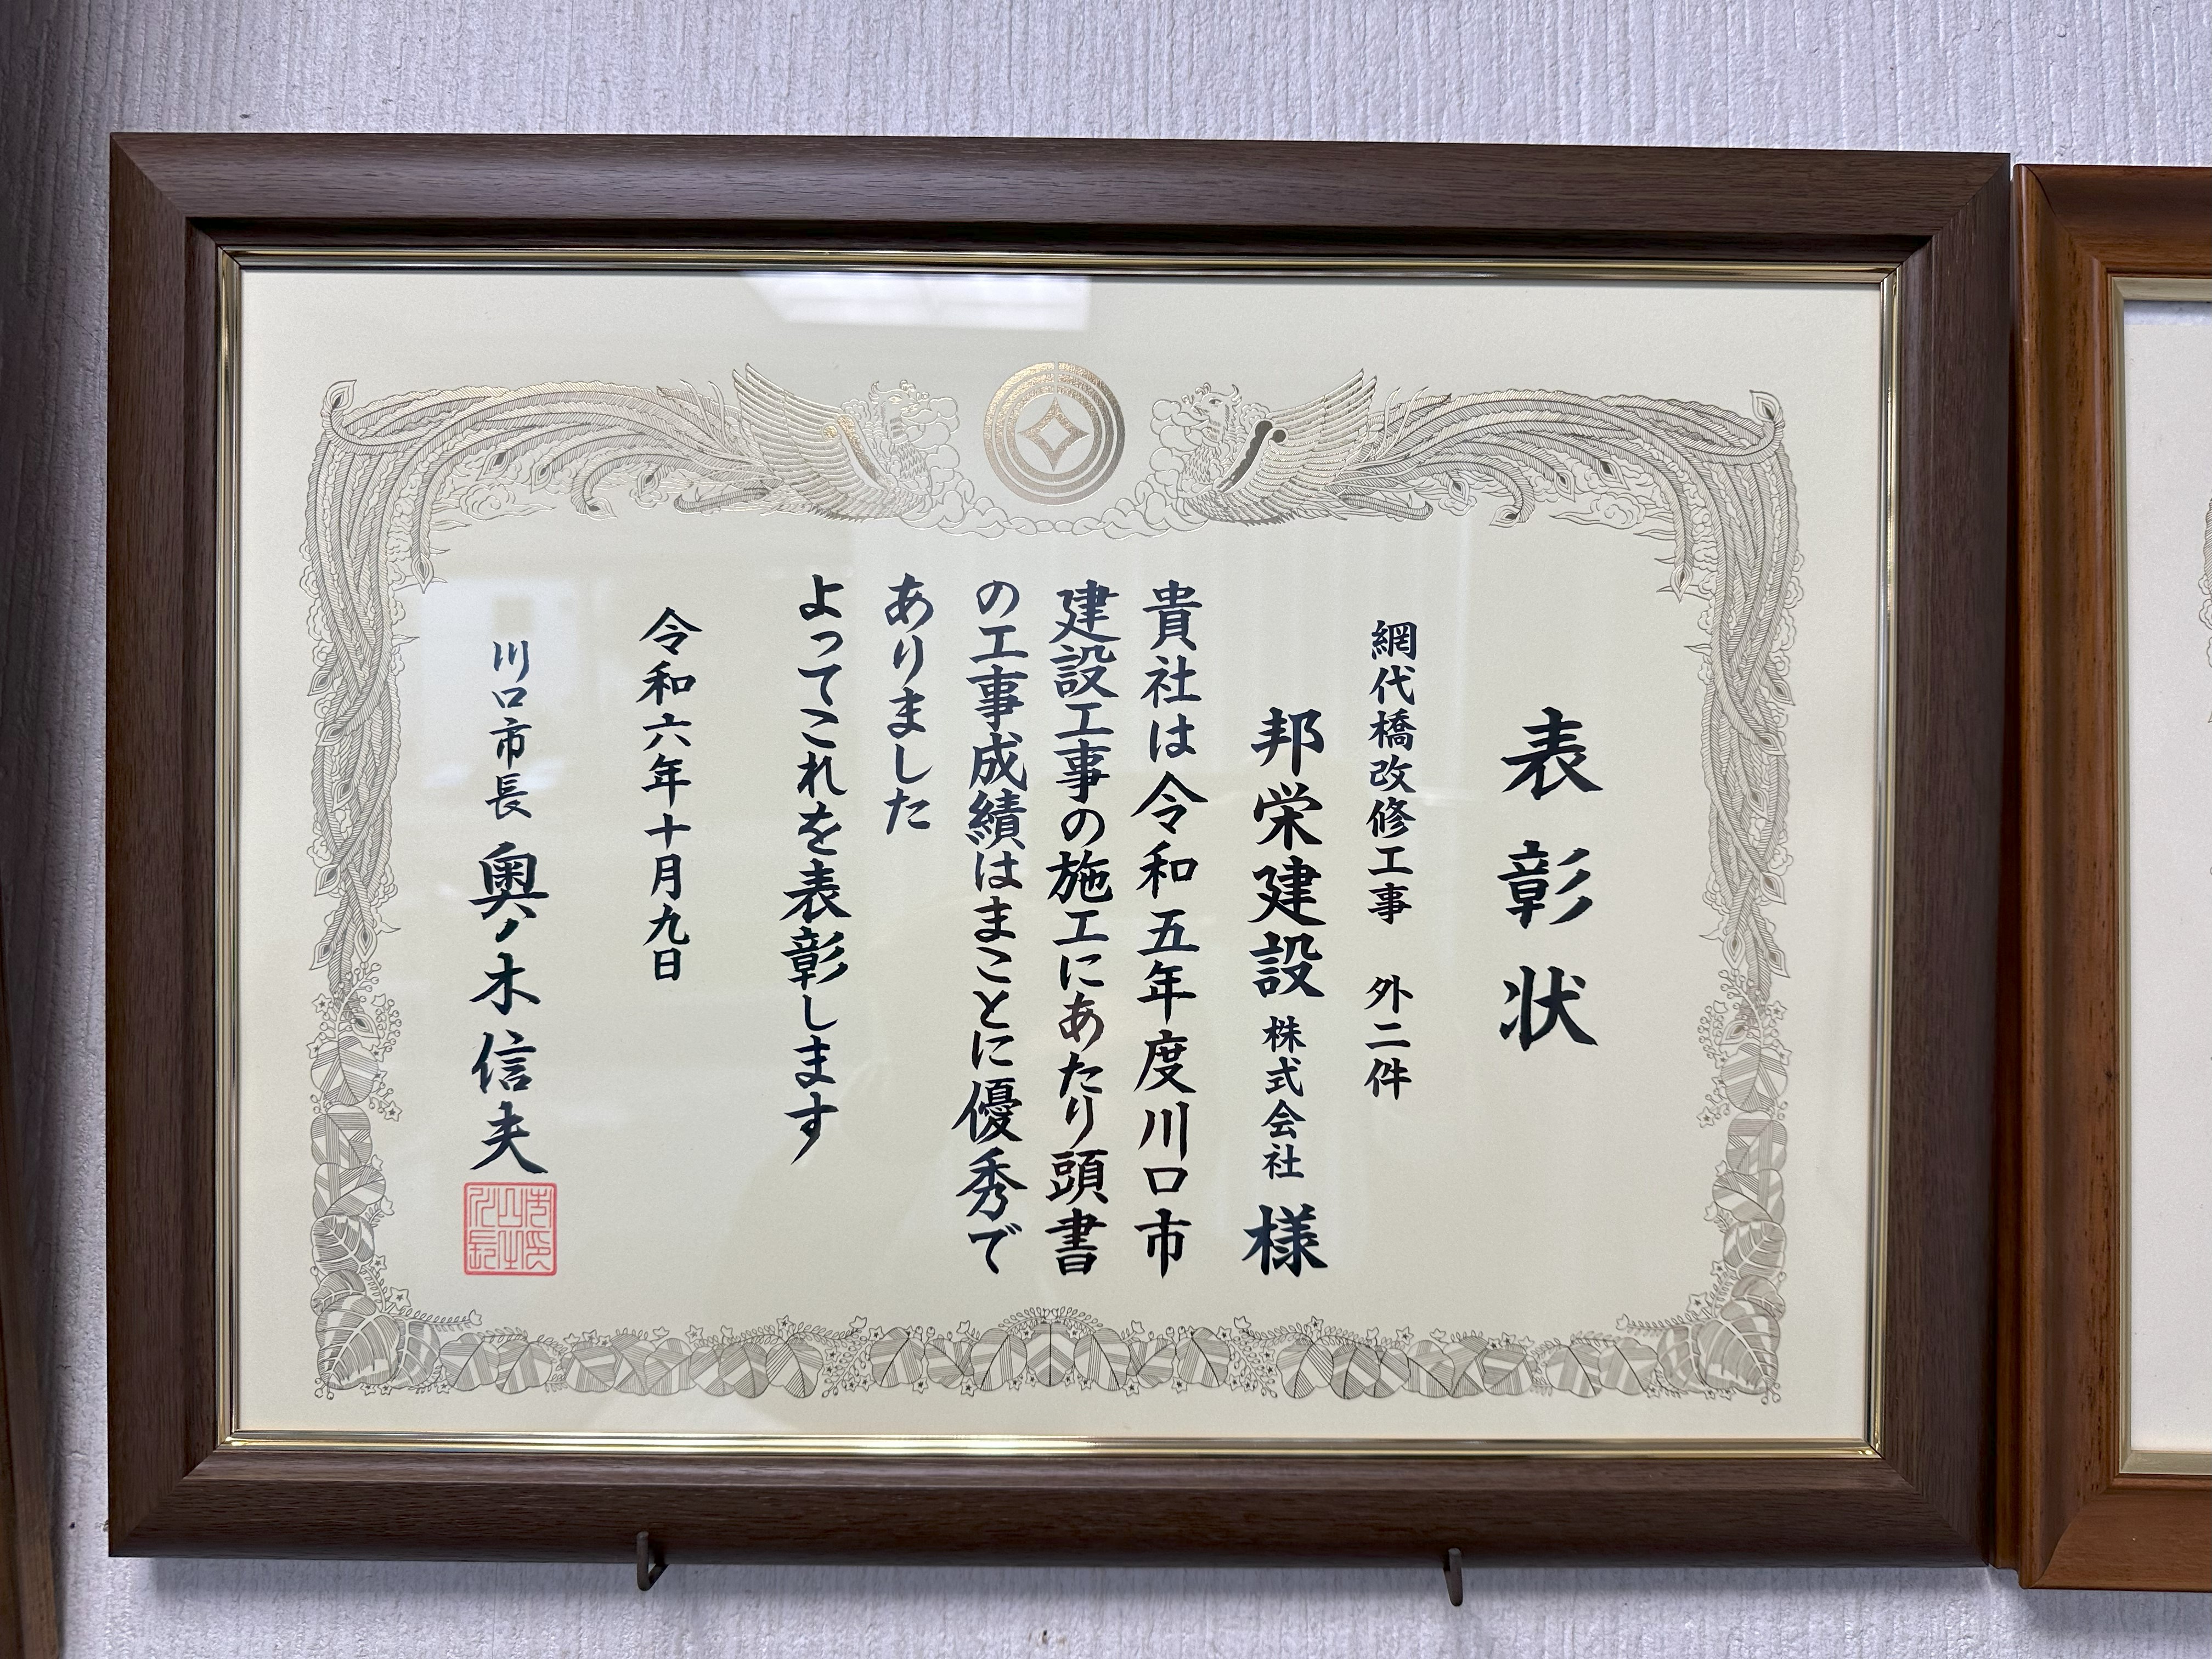 表彰状
網代橋改修工事　外二件
邦栄建設株式会社様
貴社は令和五年度川口市
建設工事の施工にあたり頭書
の工事成績はまことに優秀で
ありました
よってこれを表彰します
令和六年十月九日
川口市長 奥ノ木信夫